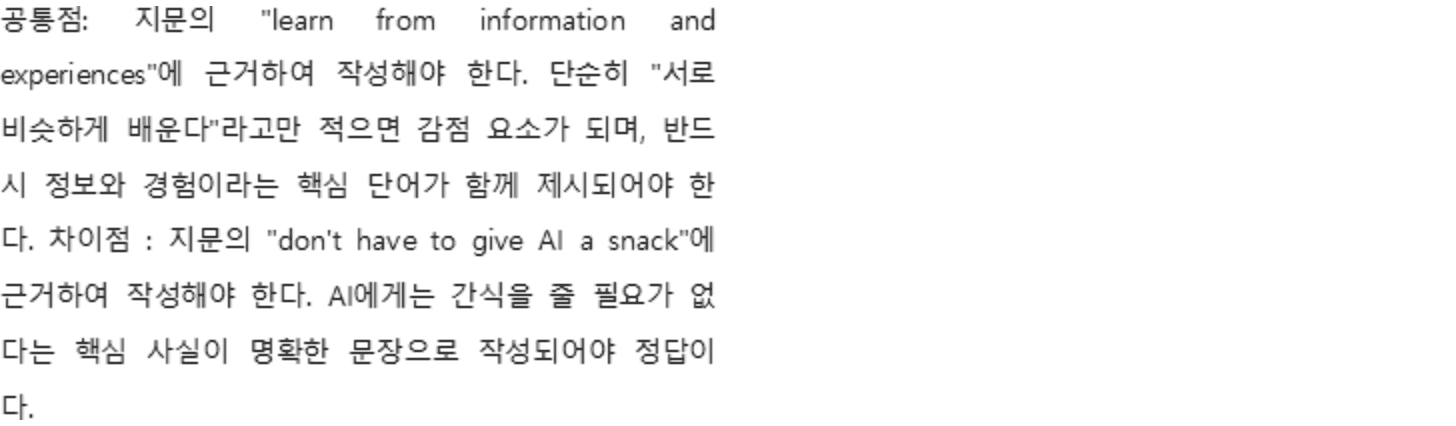 공통점: 지문의 "learn from information and
experiences"에 근거하여 작성해야 한다. 단순히 "서로
비슷하게 배운다"라고만 적으면 감점 요소가 되며, 반드
시 정보와 경험이라는 핵심 단어가 함께 제시되어야 한
다. 차이점 : 지문의 "don't have to give AI a snack"에
근거하여 작성해야 한다. AI에게는 간식을 줄 필요가 없
다는 핵심 사실이 명확한 문장으로 작성되어야 정답이
다.